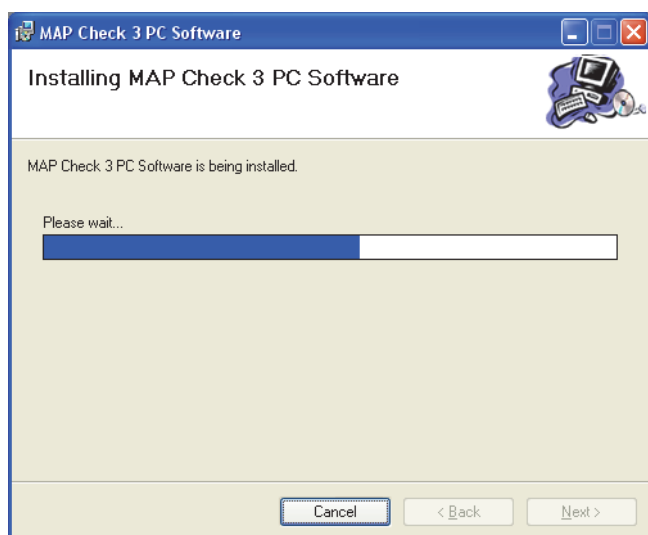 MAP Check 3 PC Software
Installing MAP Check 3 PC Software
MAP Check 3 PC Software is being installed.
Please wait...
Cancel
< Back
Next >